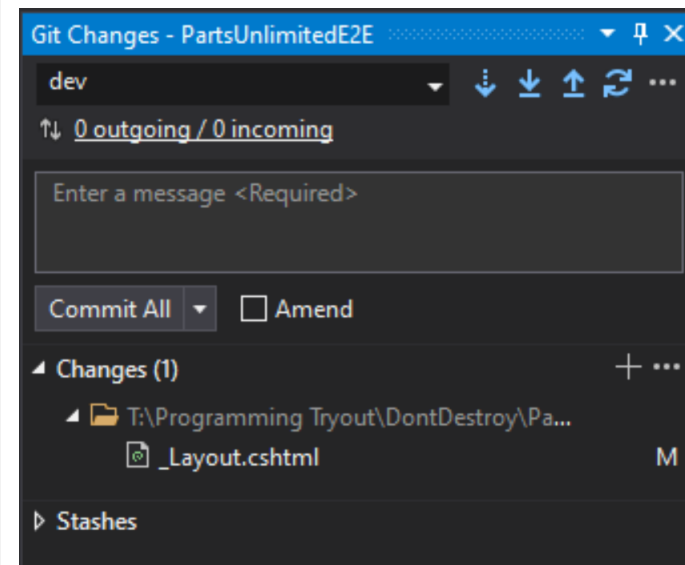 Git Changes - PartsUnlimitedE2E
dev
0 outgoing / 0 incoming
Enter a message <Required>
Commit All Amend
Changes (1)
T:\Programming Tryout\DontDestroy\Pa...
_Layout.cshtml M
Stashes